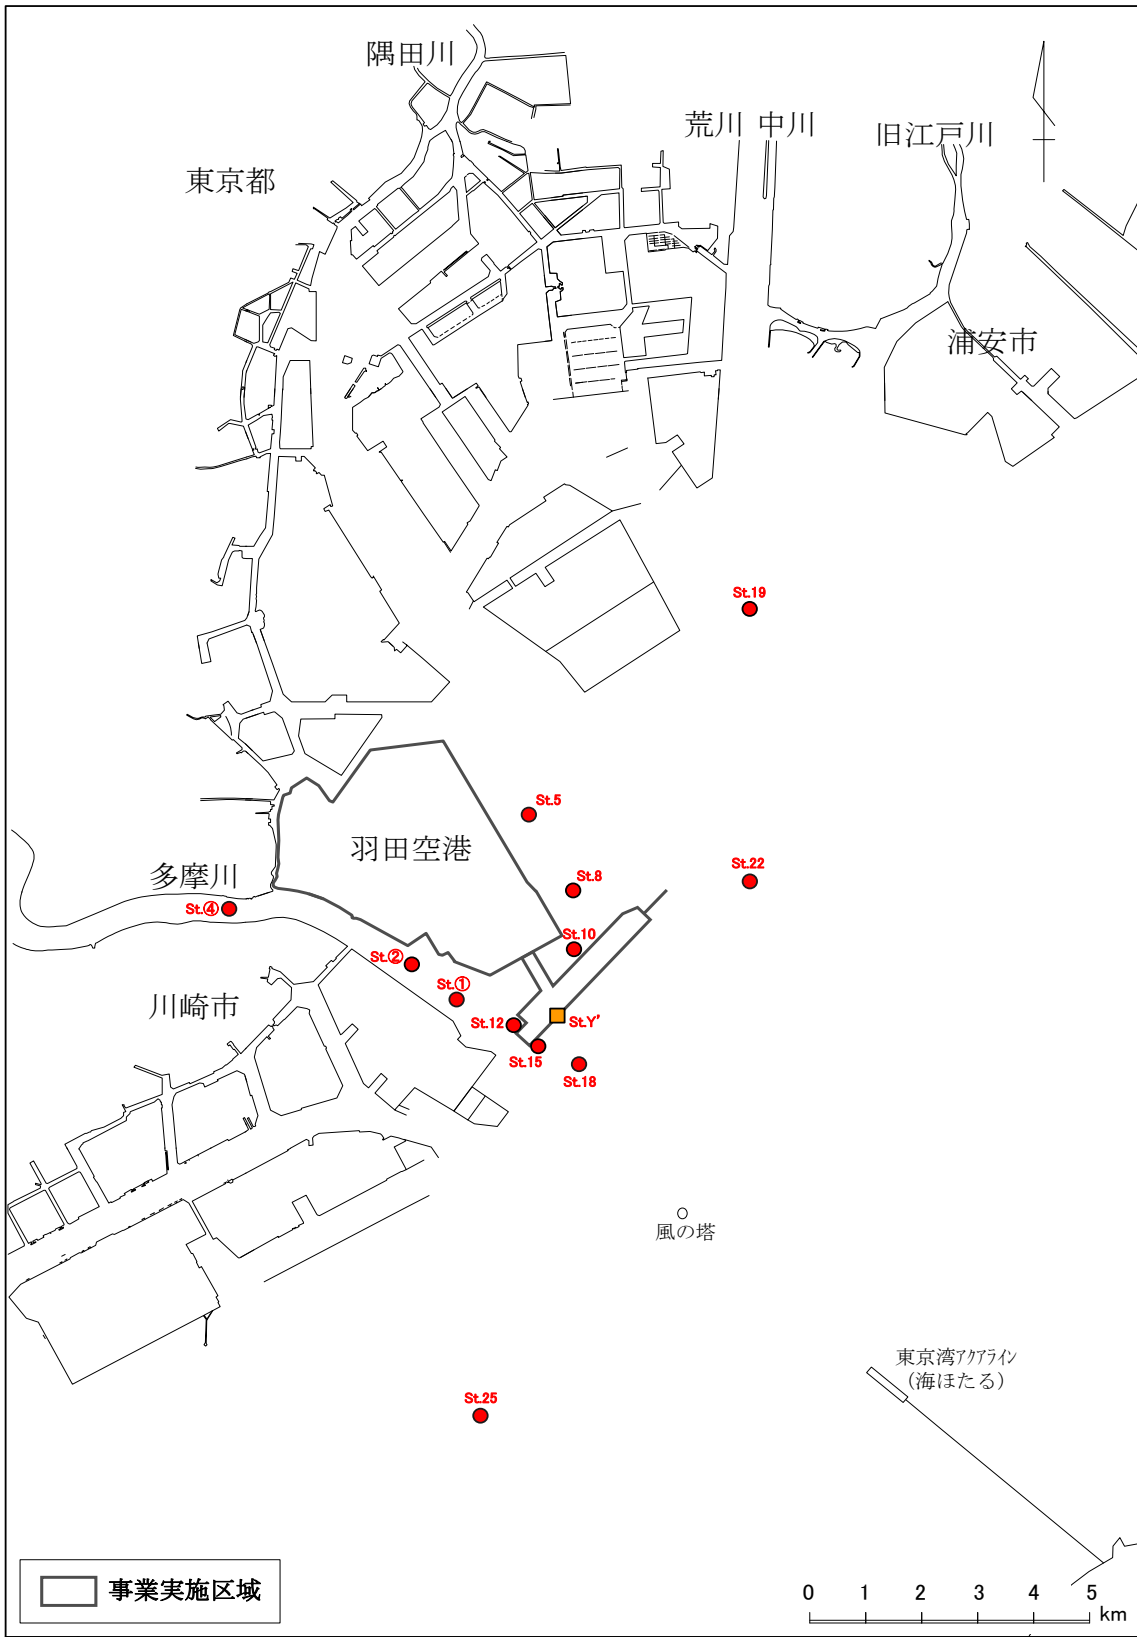 隅田川
荒川 中川
旧江戸川
東京都
浦安市
St.19
St.5
羽田空港
多摩川
St.22
St.8
St.④
St.10
St.②
St.①
川崎市
St.12
St.Y'
St.15
St.18
風の塔
東京湾アクアライン
（海ほたる）
St.25
事業実施区域
0 1 2 3 4 5
km